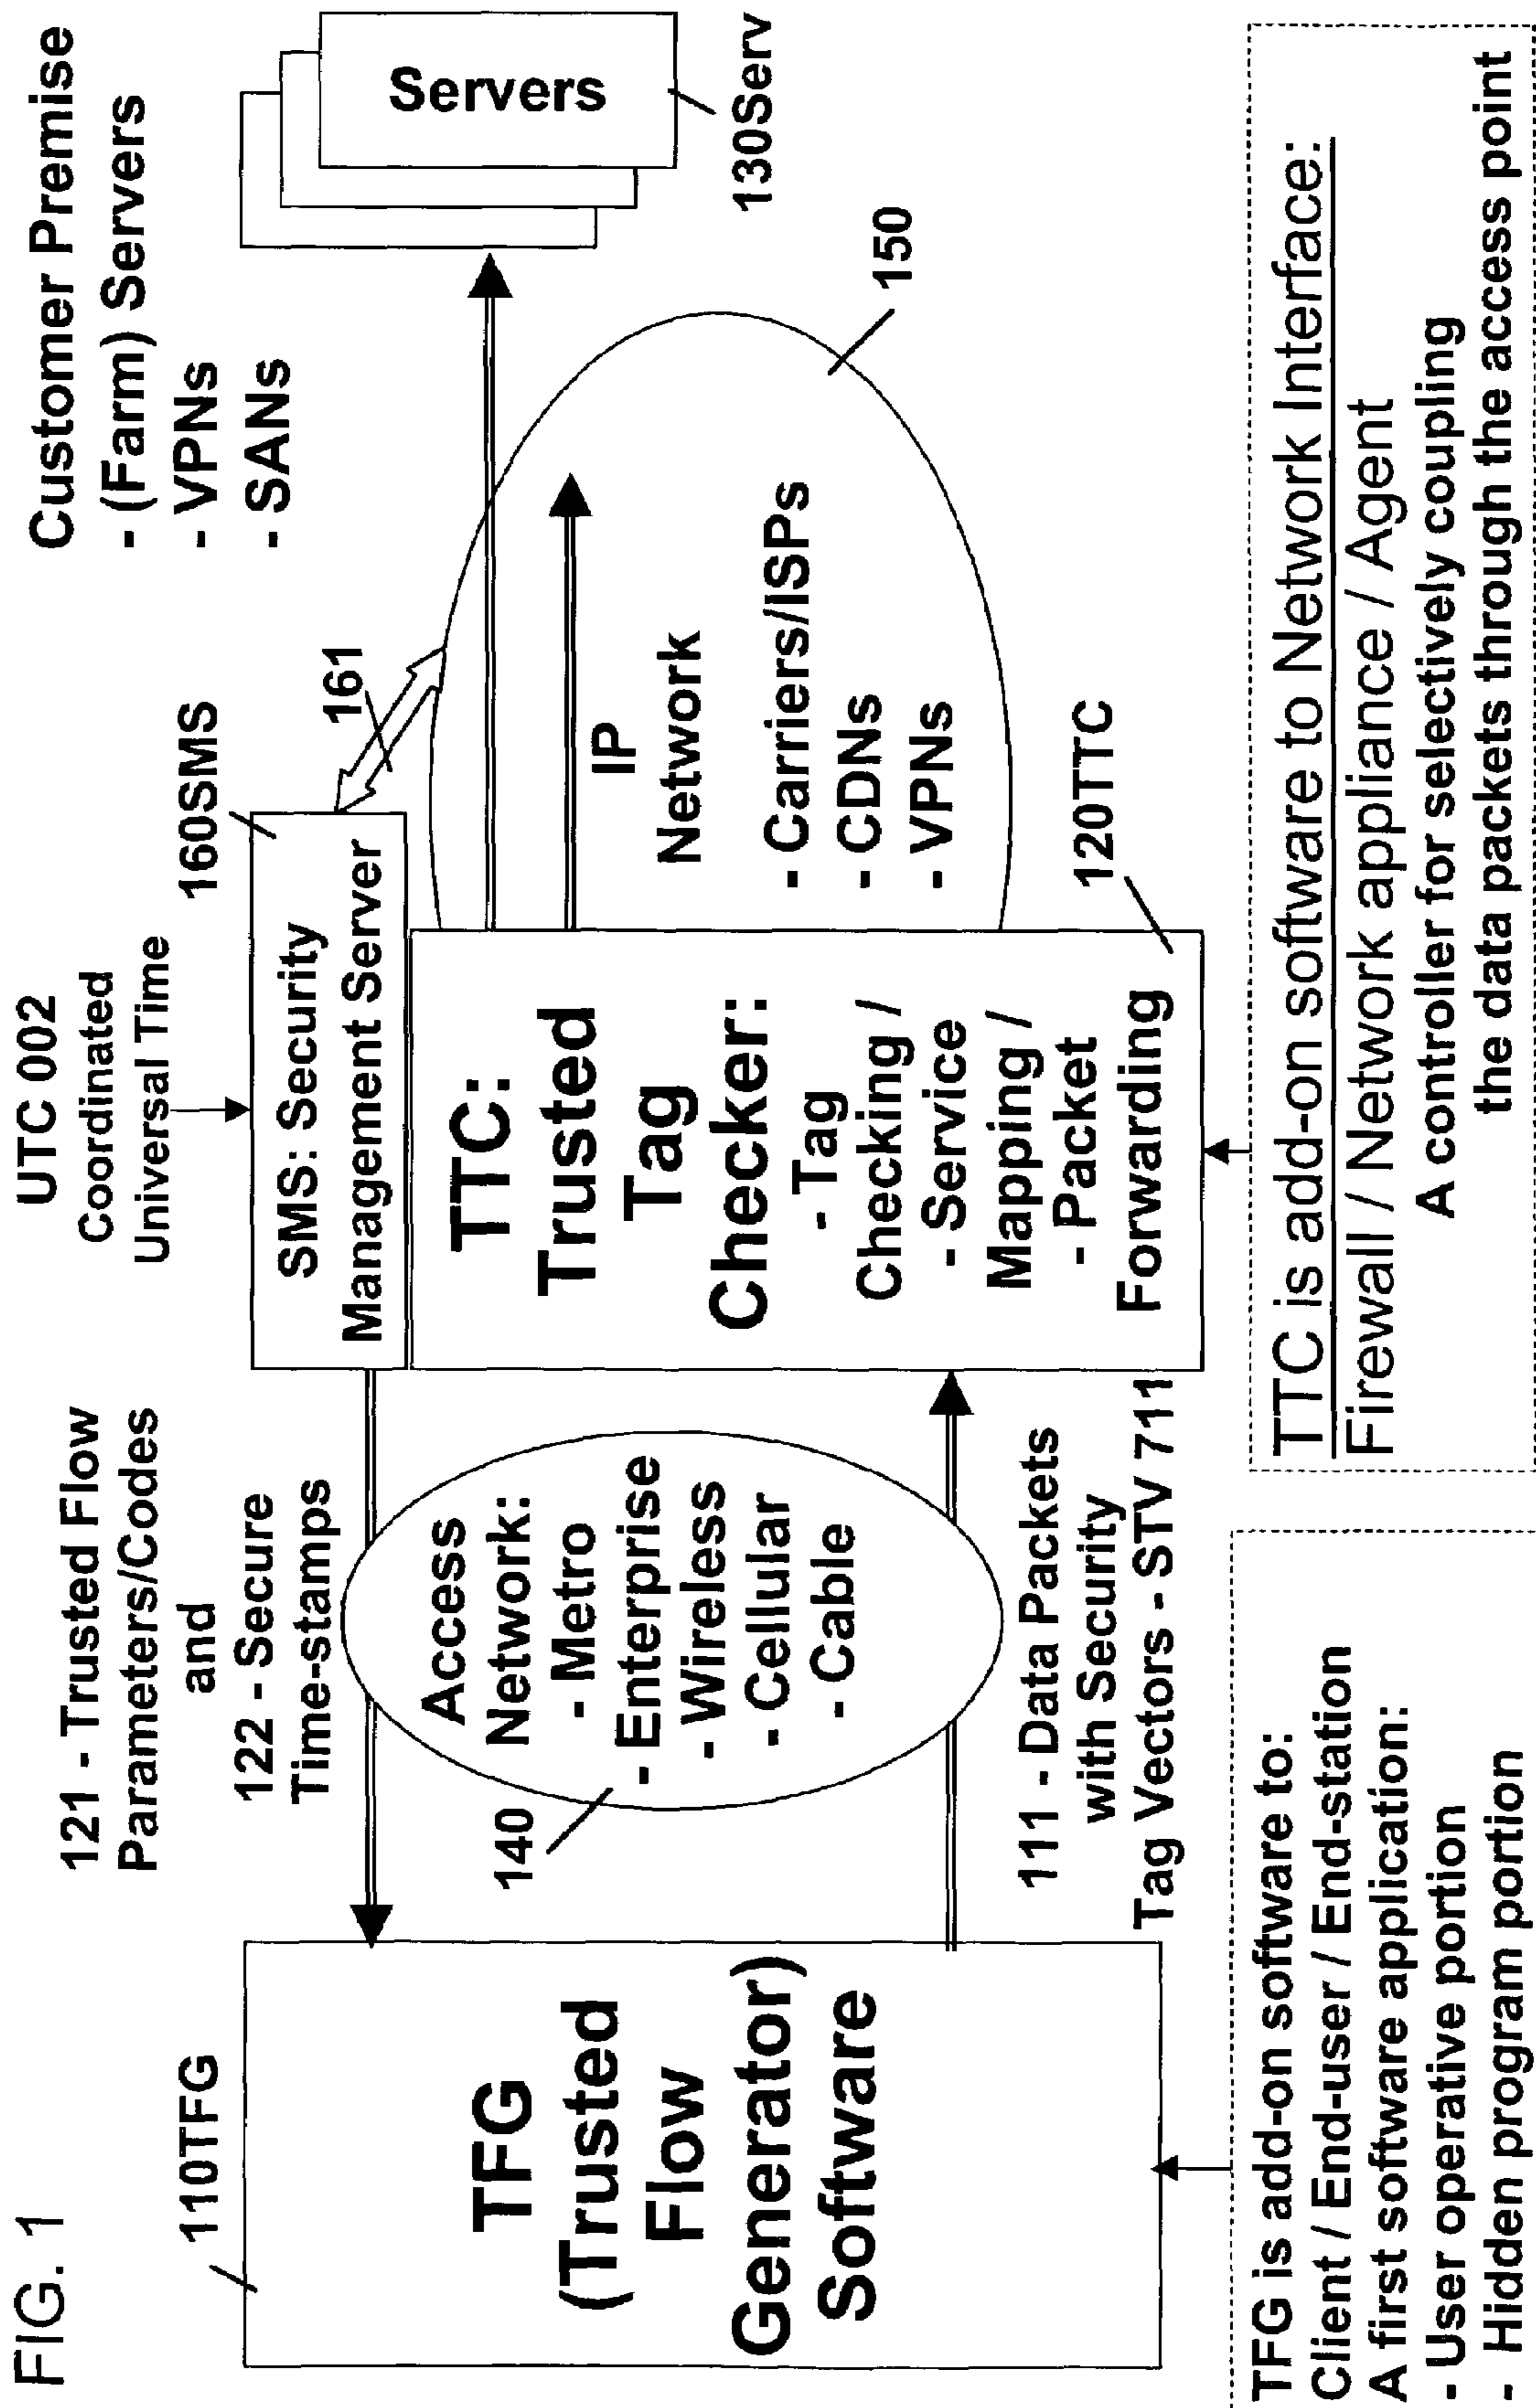 FIG. 1
110TFG
TFG
(Trusted
Flow
Generator)
Software
TFG is add-on software to:
Client / End-user / End-station
A first software application:
- User operative portion
- Hidden program portion
121 - Trusted Flow
Parameters/Codes
and
122 - Secure
Time-stamps
140
Access
Network:
- Metro
- Enterprise
- Wireless
- Cellular
- Cable
111 - Data Packets
with Security
Tag Vectors - STV 711
UTC 002
Coordinated
Universal Time
160SMS
161
SMS: Security
Management Server
TTC:
Trusted
Tag
Checker:
- Tag
Checking /
- Service
Mapping /
- Packet
Forwarding
120TTC
TTC is add-on software to Network Interface:
Firewall / Network appliance / Agent
A controller for selectively coupling
the data packets through the access point
IP
Network
- Carriers/ISPs
- CDNs
- VPNs
150
Customer Premise
- (Farm) Servers
- VPNs
- SANs
Servers
130Serv